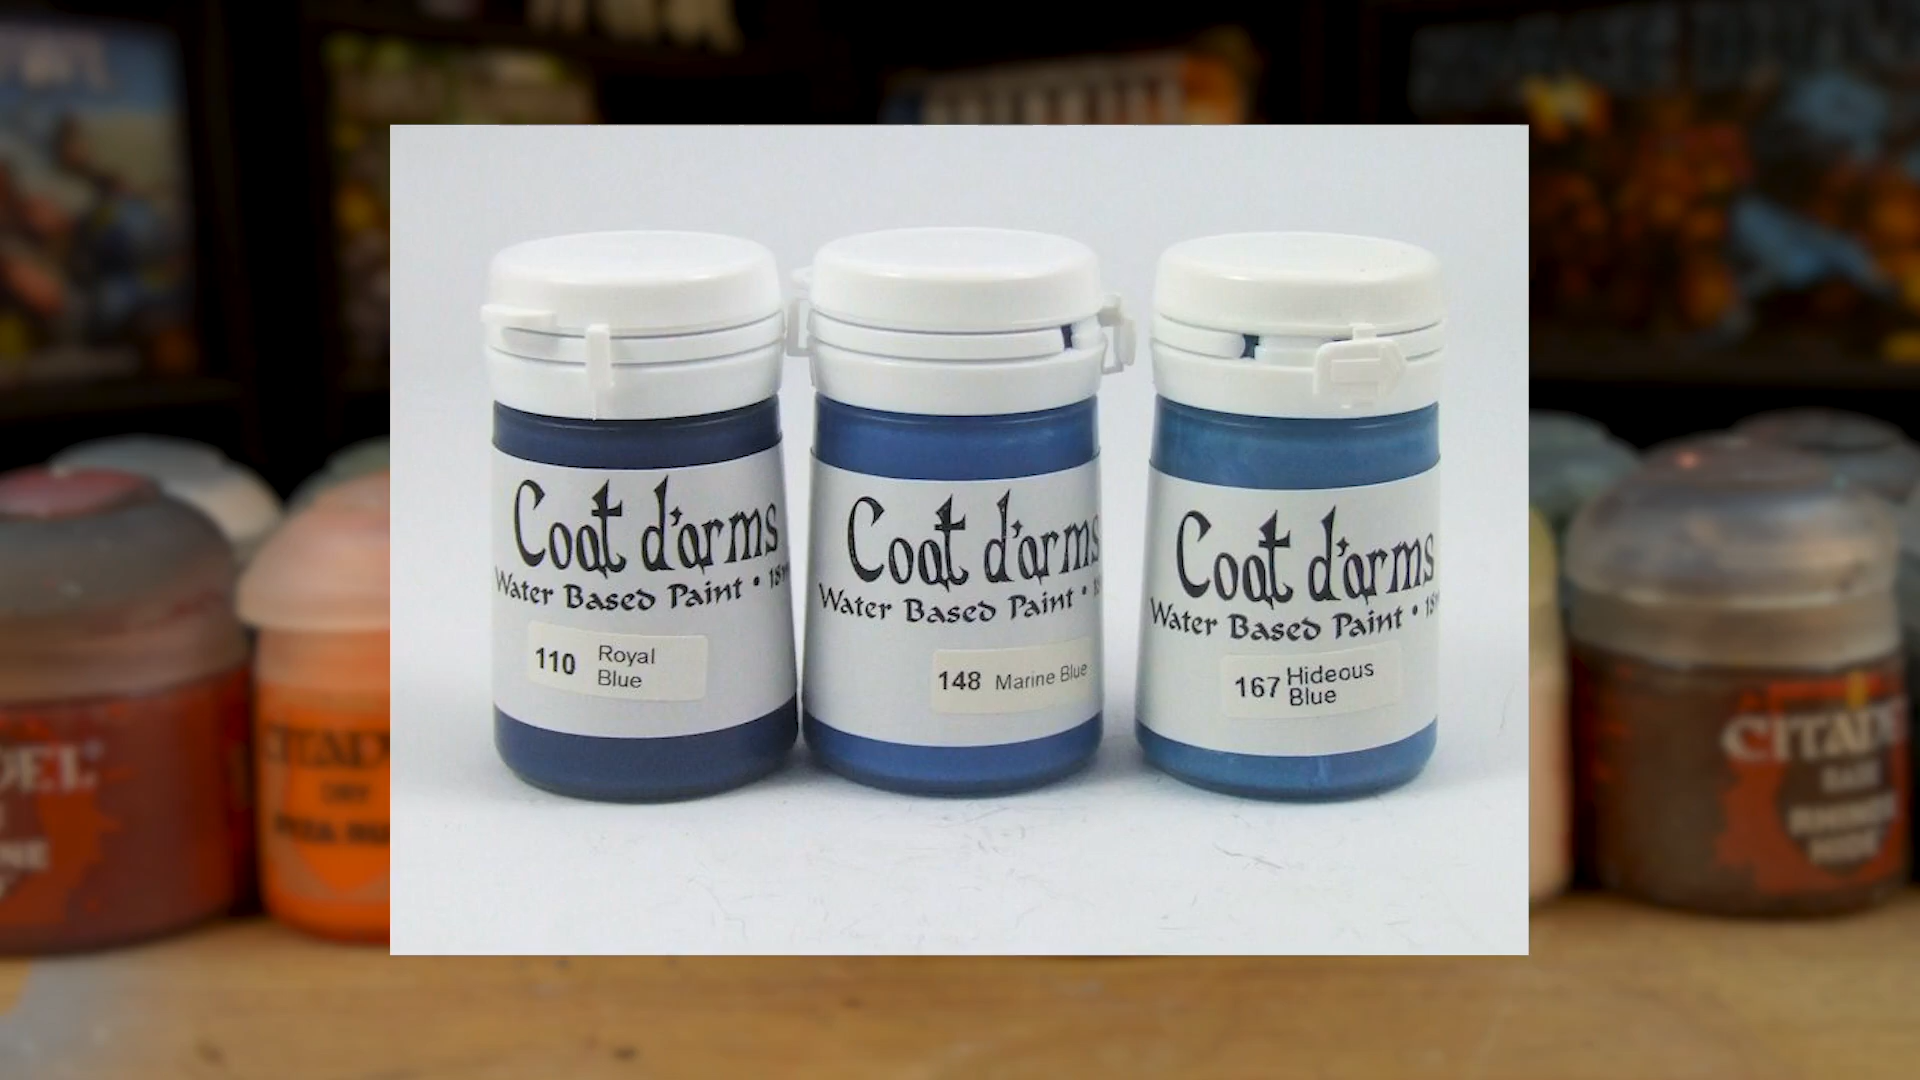 Coat d'arms
Water Based Paint •
110 Royal
Blue
Coat d'arms
Water Based Paint •
148 Marine Blue
Coat d'arms
Water Based Paint •
167 Hideous
Blue
CITADEL